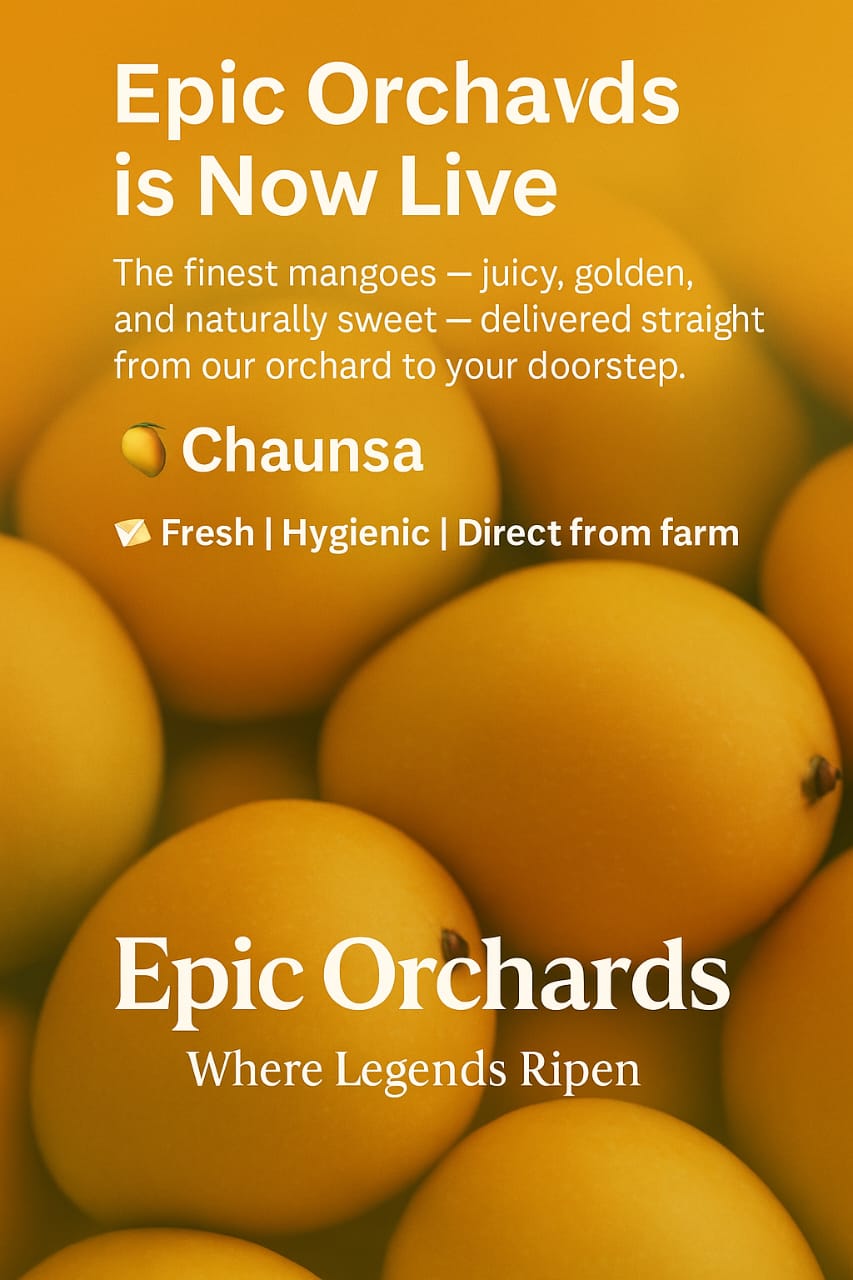 Epic Orchavds
is Now Live
The finest mangoes — juicy, golden,
and naturally sweet — delivered straight
from our orchard to your doorstep.
🥭 Chaunsa
Fresh | Hygienic | Direct from farm
Epic Orchards
Where Legends Ripen